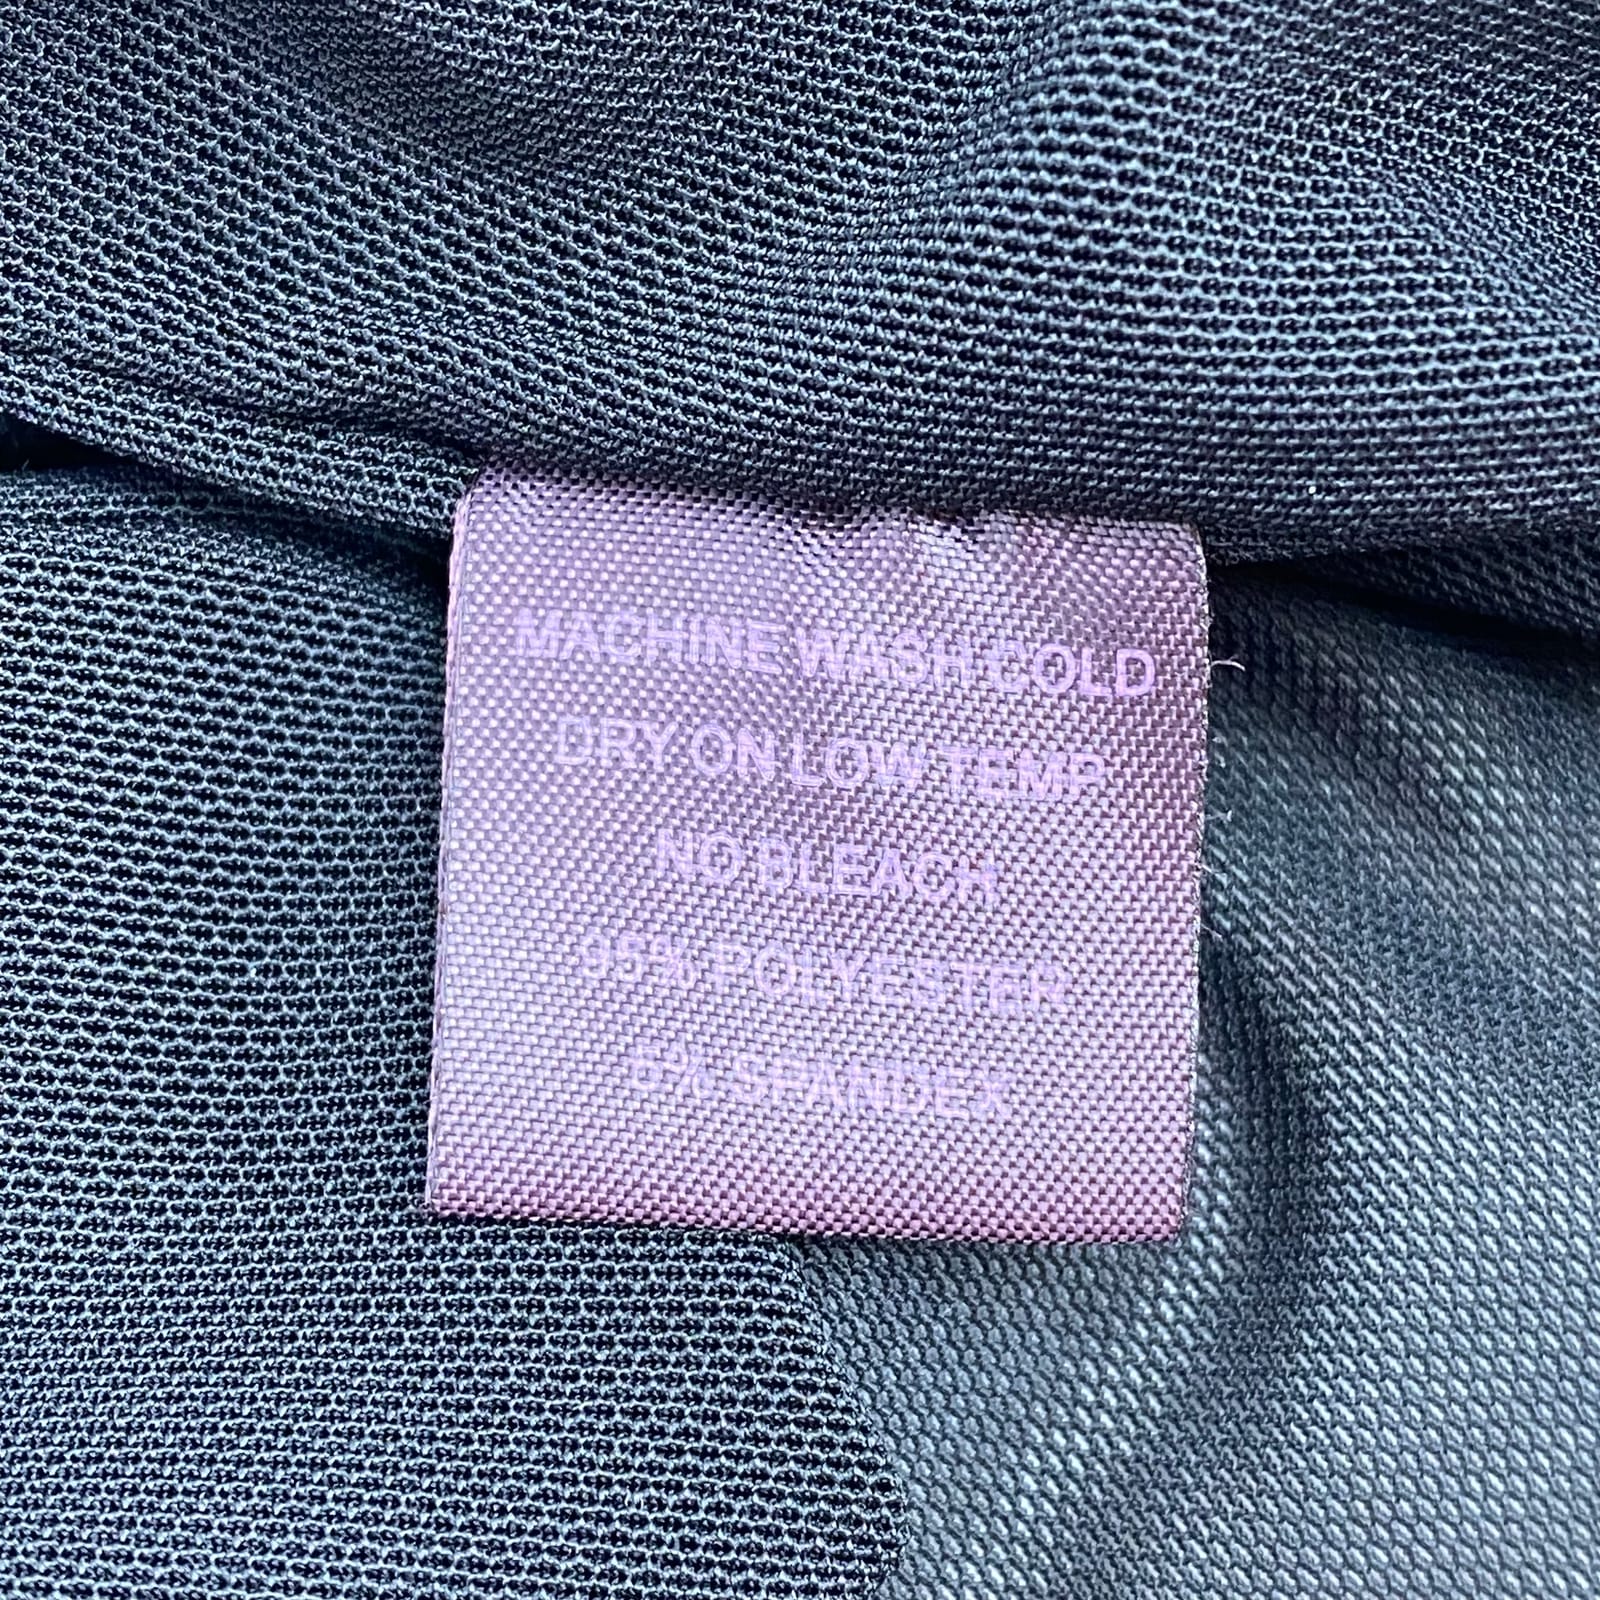 MACHINE WASH COLD
DRY ON LOW TEMP
NO BLEACH
95% POLYESTER
5% SPANDEX